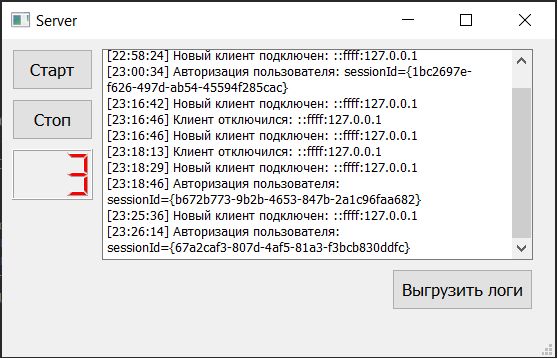 Server
Старт
Стоп
3
[22:58:24] Новый клиент подключен: ::ffff:127.0.0.1
[23:00:34] Авторизация пользователя: sessionId={1bc2697e-
f626-497d-ab54-45594f285cac}
[23:16:42] Новый клиент подключен: ::ffff:127.0.0.1
[23:16:46] Клиент отключился: ::ffff:127.0.0.1
[23:16:46] Новый клиент подключен: ::ffff:127.0.0.1
[23:18:13] Клиент отключился: ::ffff:127.0.0.1
[23:18:29] Новый клиент подключен: ::ffff:127.0.0.1
[23:18:46] Авторизация пользователя:
sessionId={b672b773-9b2b-4653-847b-2a1c96faa682}
[23:25:36] Новый клиент подключен: ::ffff:127.0.0.1
[23:26:14] Авторизация пользователя:
sessionId={67a2caf3-807d-4af5-81a3-f3bcb830ddfc}
Выгрузить логи